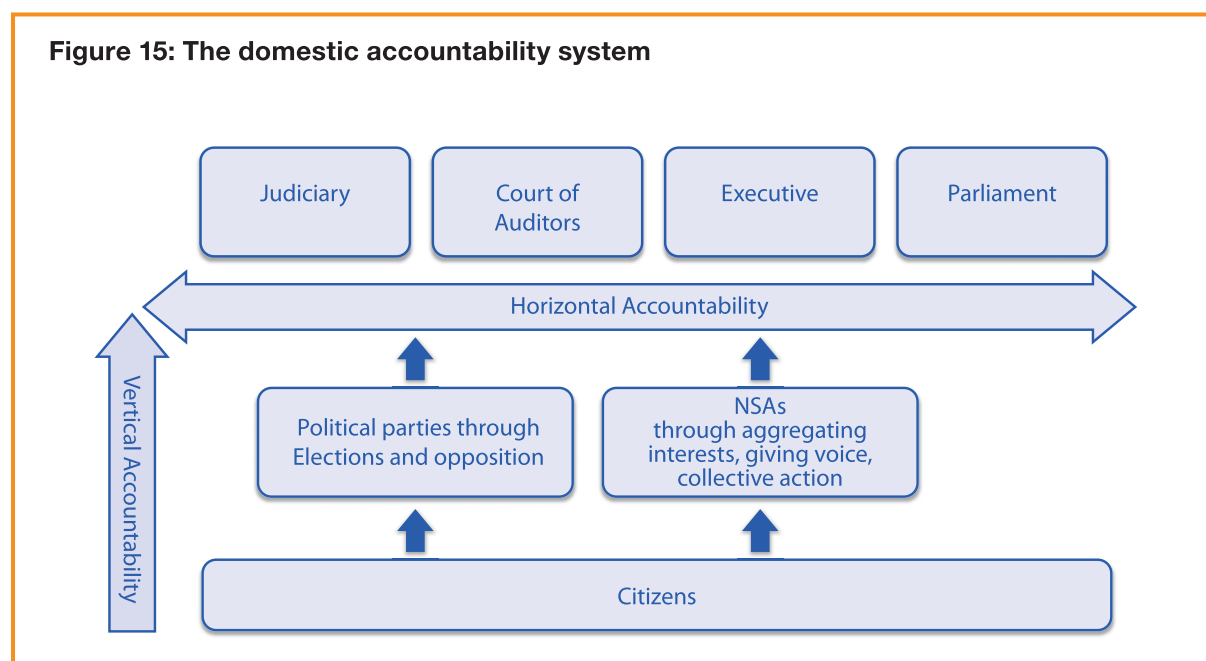 Figure 15: The domestic accountability system
Judiciary
Court of
Auditors
Executive
Parliament
Horizontal Accountability
Vertical Accountability
Political parties through
Elections and opposition
NSAs
through aggregating
interests, giving voice,
collective action
Citizens